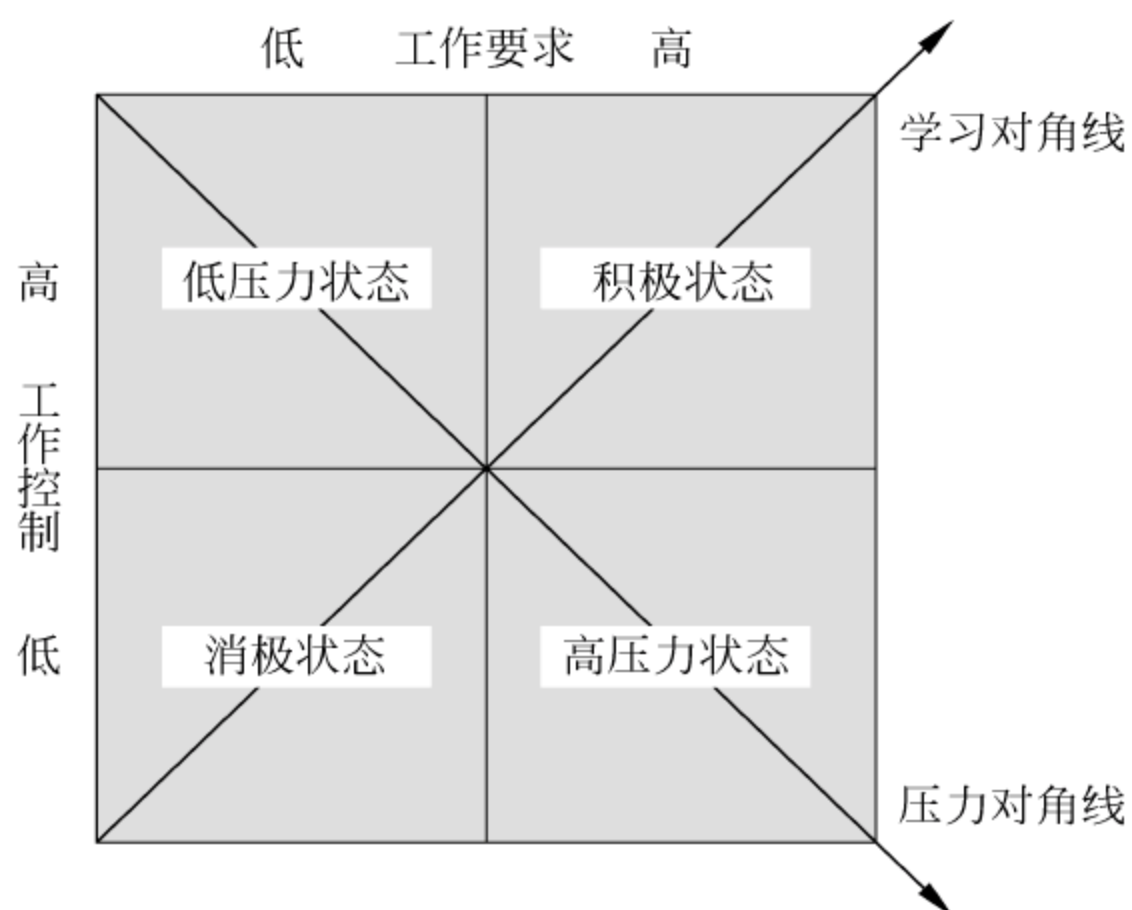 低 工作要求 高
学习对角线
高
低压力状态 积极状态
工作控制
低
消极状态 高压力状态
压力对角线